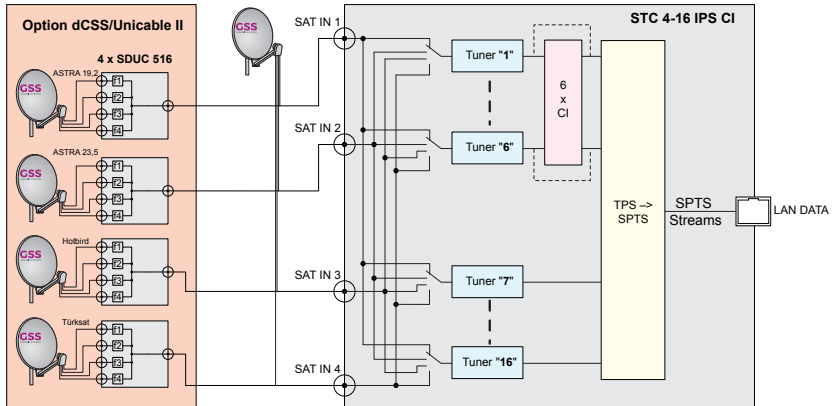 Option dCSS/Unicable II
4 x SDUC 516
GSS
ASTRA 19,2
f1
f2
f3
f4
GSS
ASTRA 23,5
f1
f2
f3
f4
GSS
Hotbird
f1
f2
f3
f4
GSS
Türksat
f1
f2
f3
f4
GSS
SAT IN 1
SAT IN 2
SAT IN 3
SAT IN 4
STC 4-16 IPS CI
Tuner "1"
Tuner "6"
Tuner "7"
Tuner "16"
6
x
CI
TPS –>
SPTS
SPTS
Streams
LAN DATA